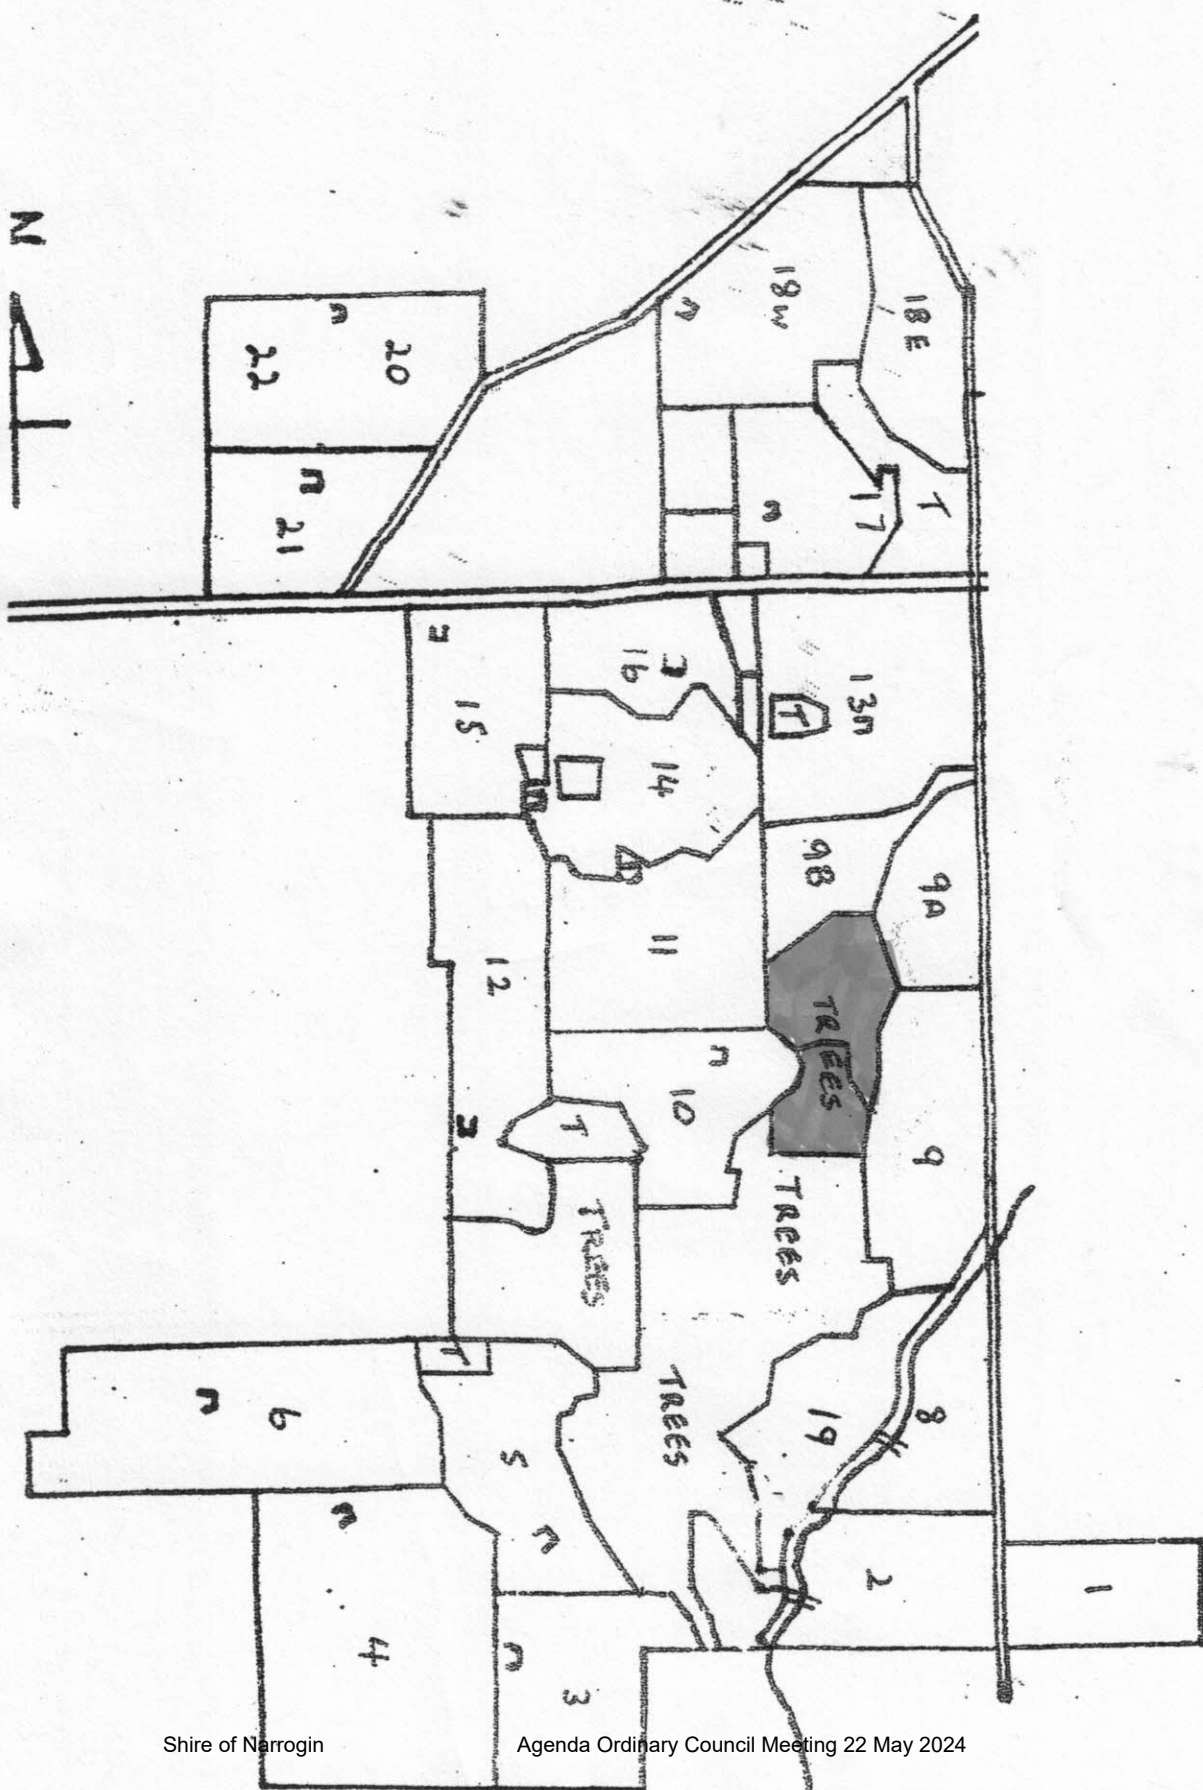 N
18W
18E
20
22
21
17
T
16
13M
T
15
14
9B
9A
11
12
TREES
10
T
9
TREES
TREES
TREES
T
6
5
19
8
2
1
4
3
Shire of Narrogin
Agenda Ordinary Council Meeting 22 May 2024